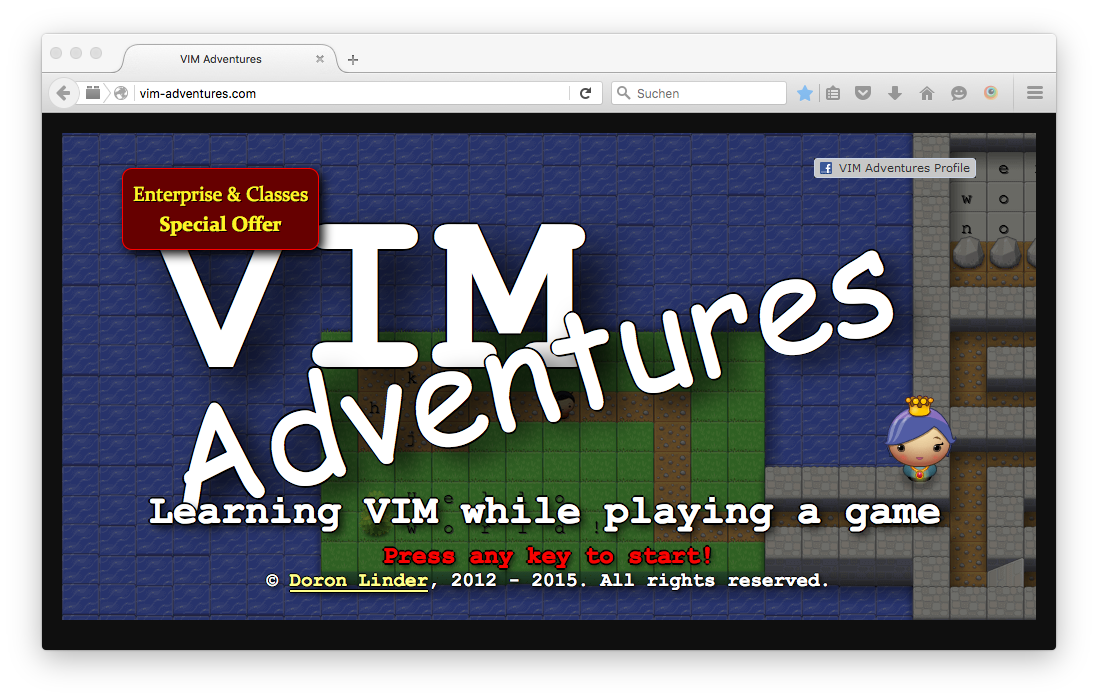 VIM Adventures
vim-adventures.com
Suchen
Enterprise & Classes
Special Offer
VIM Adventures Profile
e
w o
n o
VIM
Adventures
k
h
j
Learning VIM while playing a game
w o r l d !
Press any key to start!
© Doron Linder, 2012 - 2015. All rights reserved.